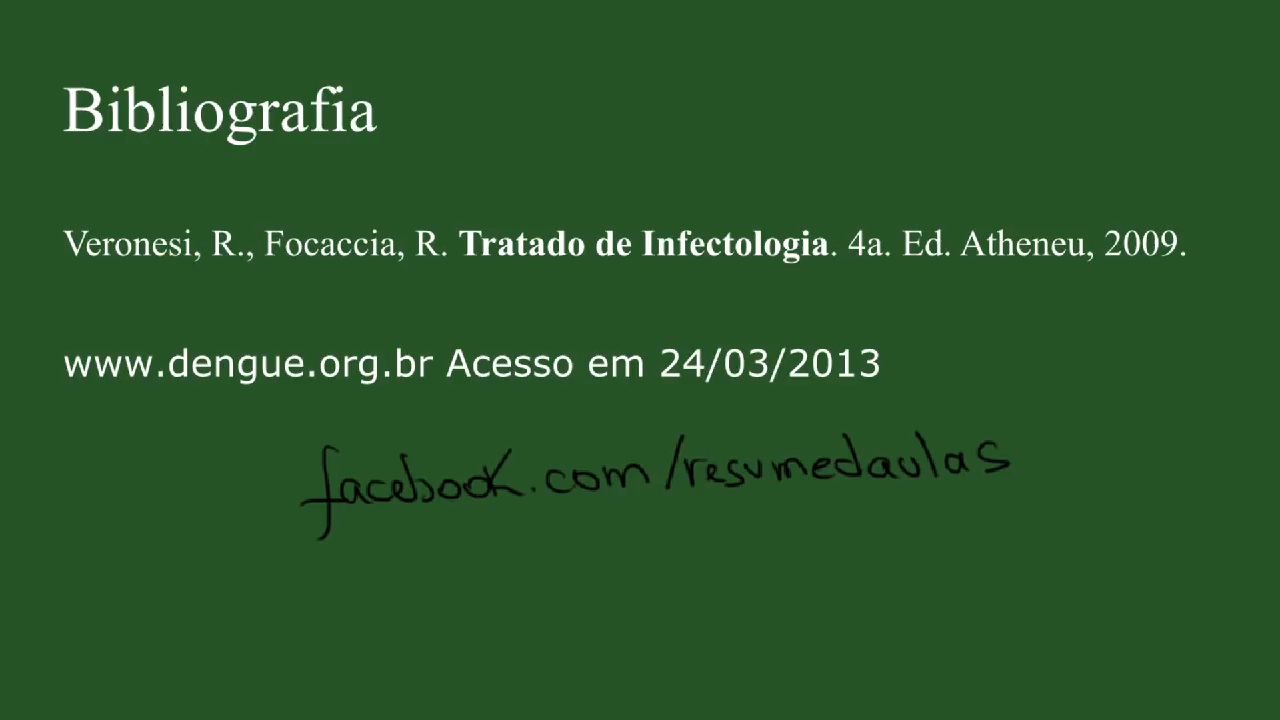 Bibliografia
Veronesi, R., Focaccia, R. Tratado de Infectologia. 4a. Ed. Atheneu, 2009.
www.dengue.org.br Acesso em 24/03/2013
facebook.com/resumedaulas